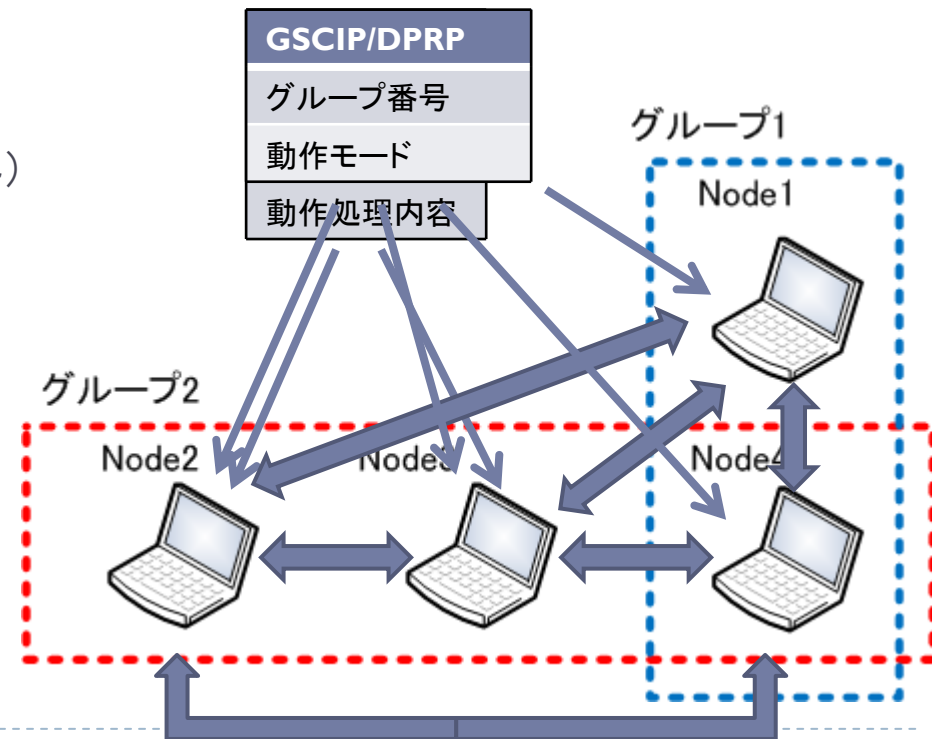 GSCIP/DPRP
グループ番号
動作モード
動作処理内容
)
グループ1
Node1
グループ2
Node2
Node3
Node4